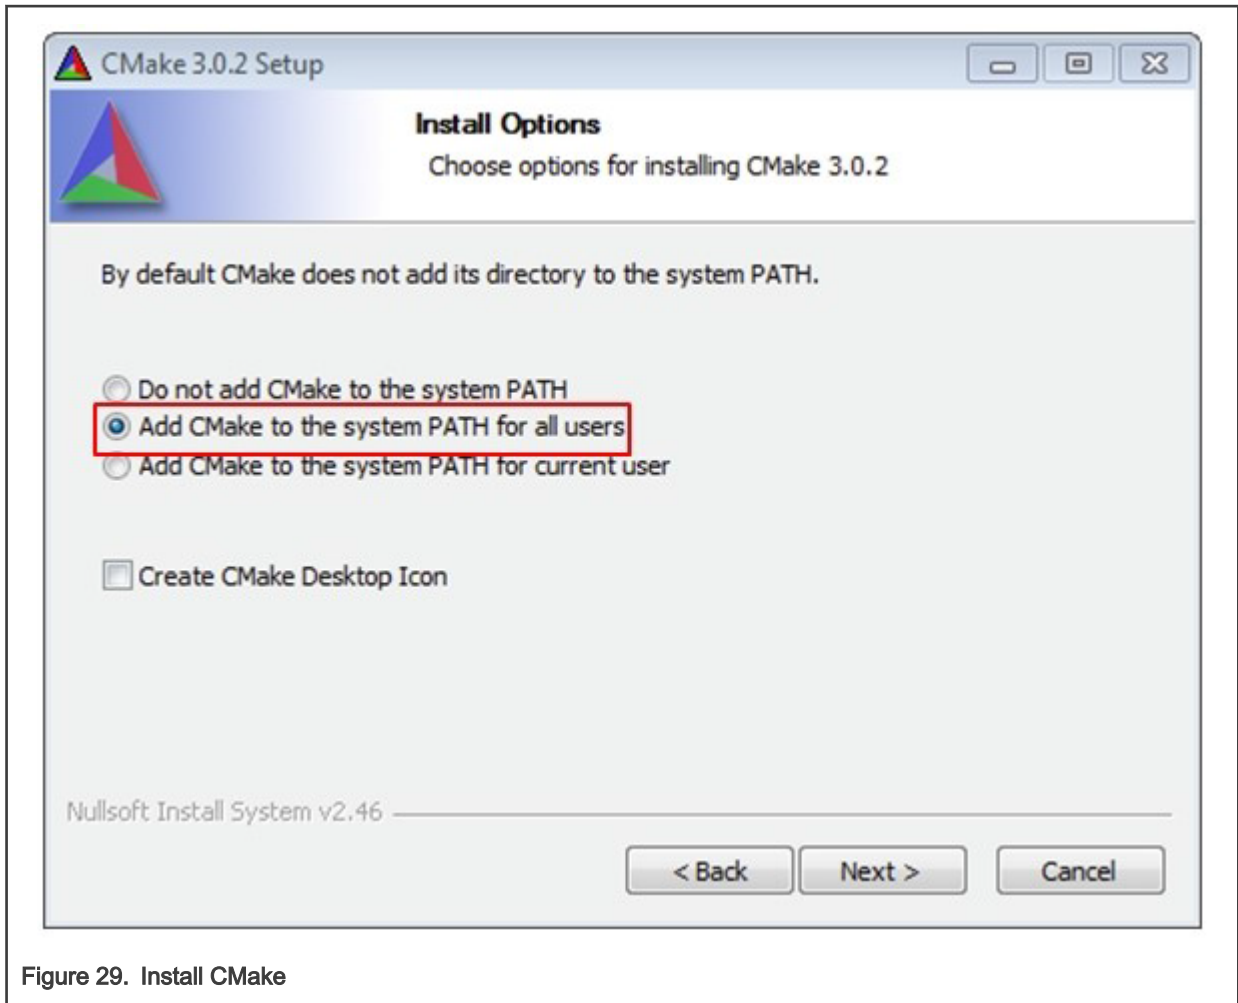 CMake 3.0.2 Setup
Install Options
Choose options for installing CMake 3.0.2
By default CMake does not add its directory to the system PATH.
Do not add CMake to the system PATH
Add CMake to the system PATH for all users
Add CMake to the system PATH for current user
Create CMake Desktop Icon
Nullsoft Install System v2.46
< Back Next > Cancel
Figure 29. Install CMake